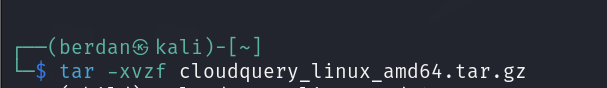 ┌──(berdan㉿kali)-[~]
└─$ tar -xvzf cloudquery_linux_amd64.tar.gz